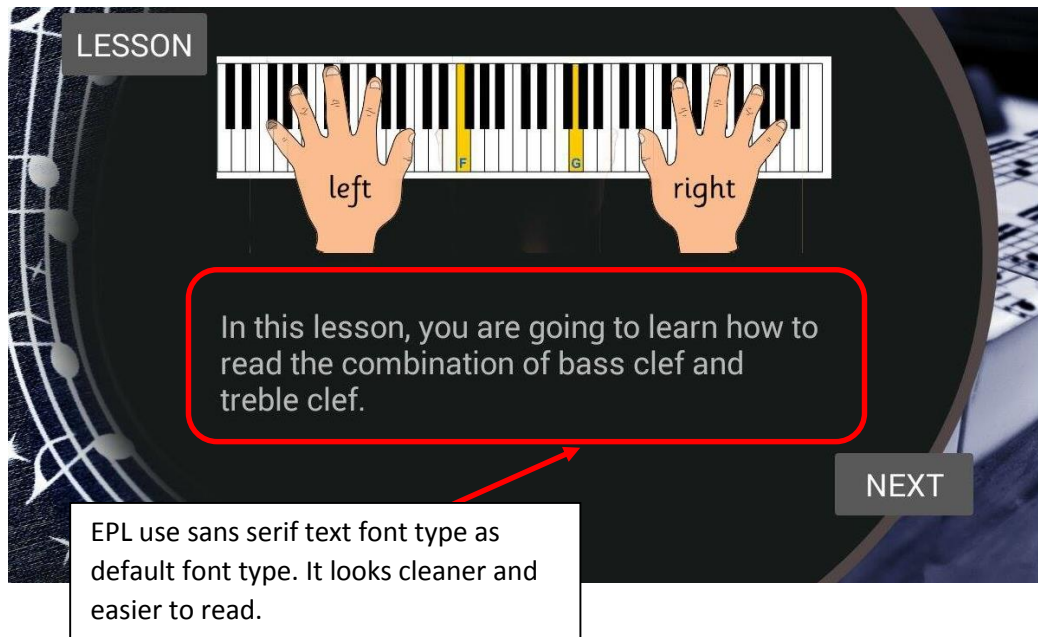 LESSON
F
G
left
right
In this lesson, you are going to learn how to
read the combination of bass clef and
treble clef.
NEXT
EPL use sans serif text font type as
default font type. It looks cleaner and
easier to read.